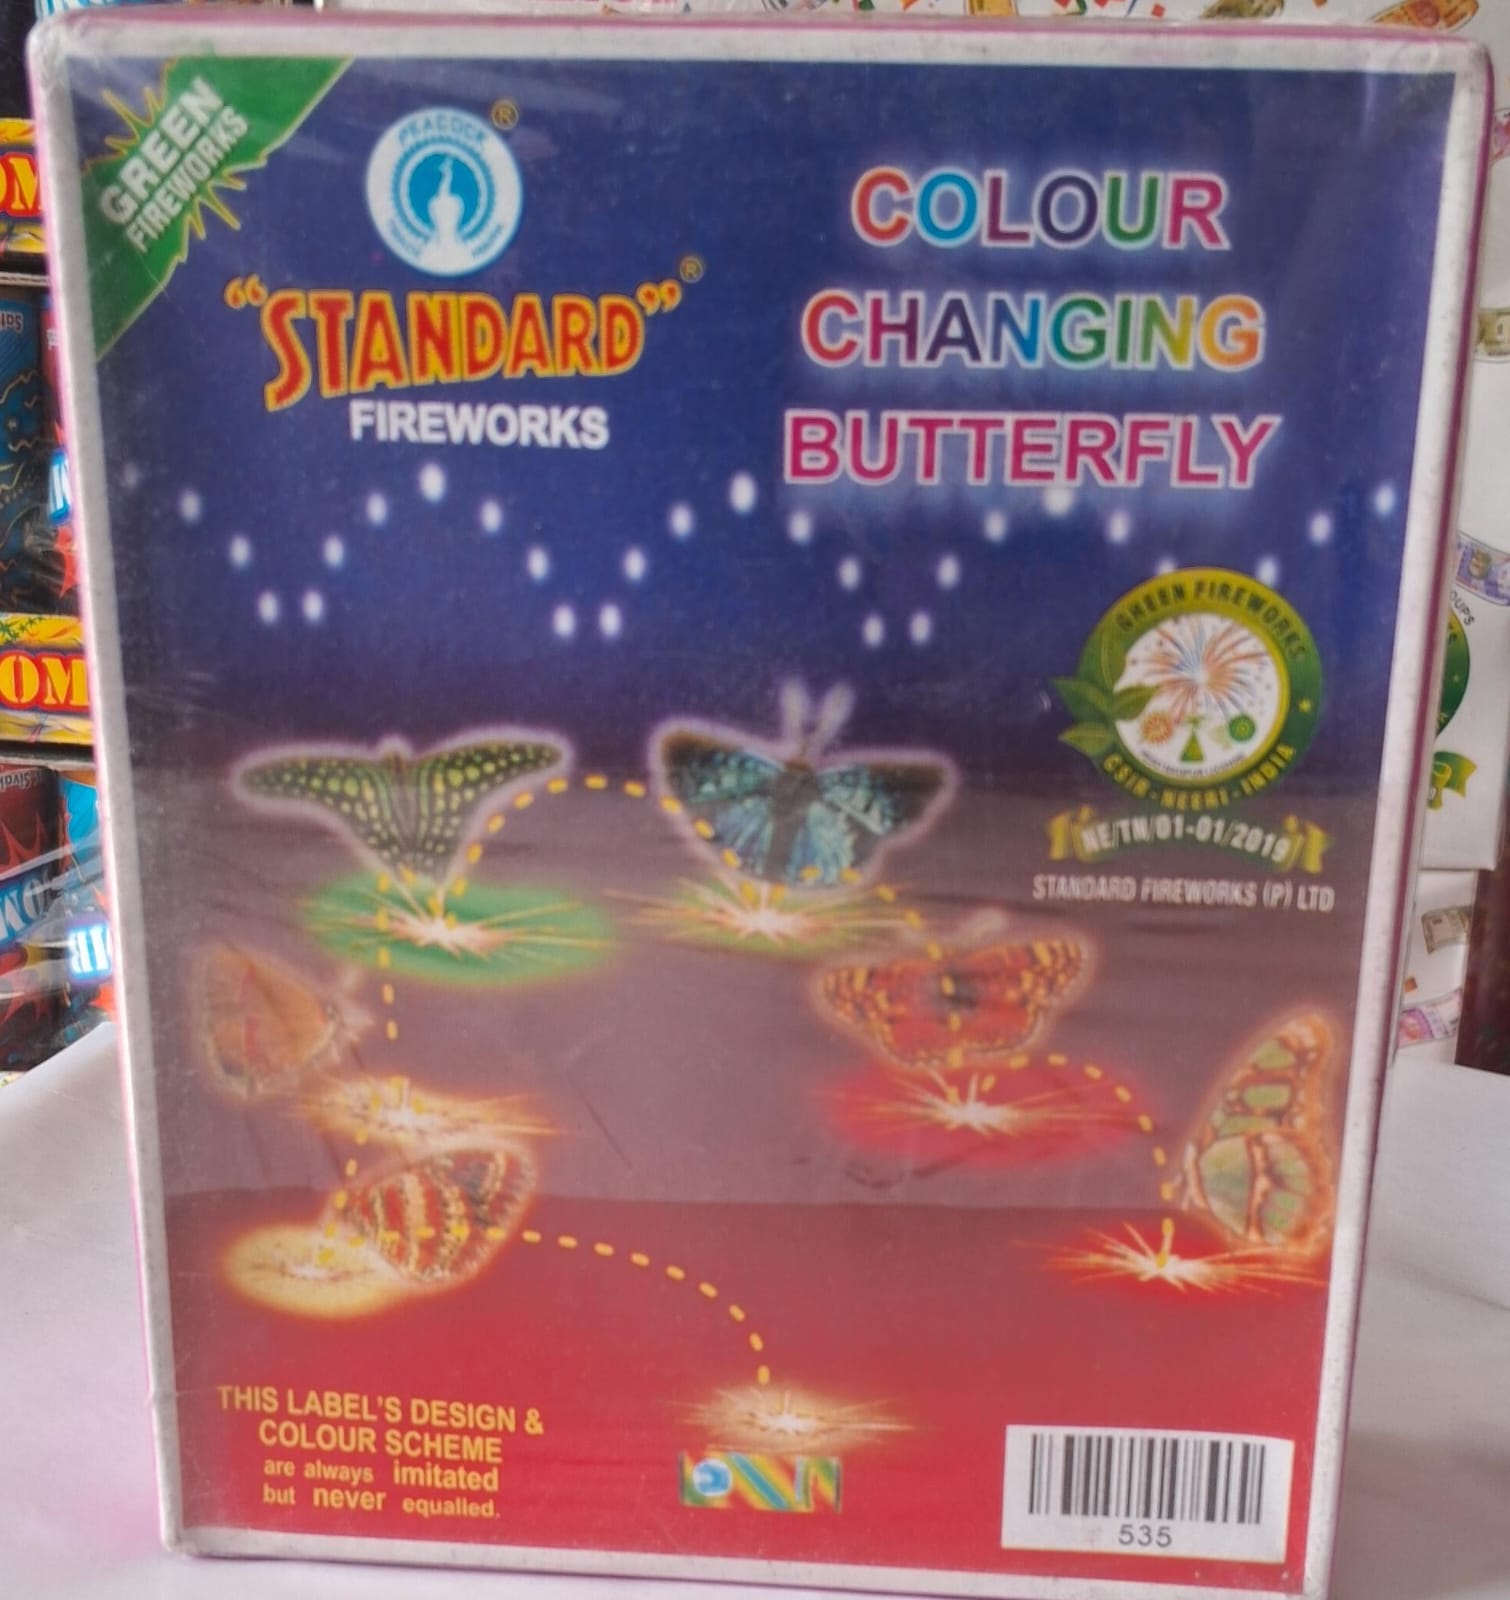 GREEN
FIREWORKS
PEACOCK
®
"STANDARD"®
FIREWORKS
COLOUR
CHANGING
BUTTERFLY
GREEN FIREWORKS
CSIR - NEERI - INDIA
NE/TN/01-01/2019
STANDARD FIREWORKS (P) LTD
THIS LABEL'S DESIGN &
COLOUR SCHEME
are always imitated
but never equalled.
535
OM